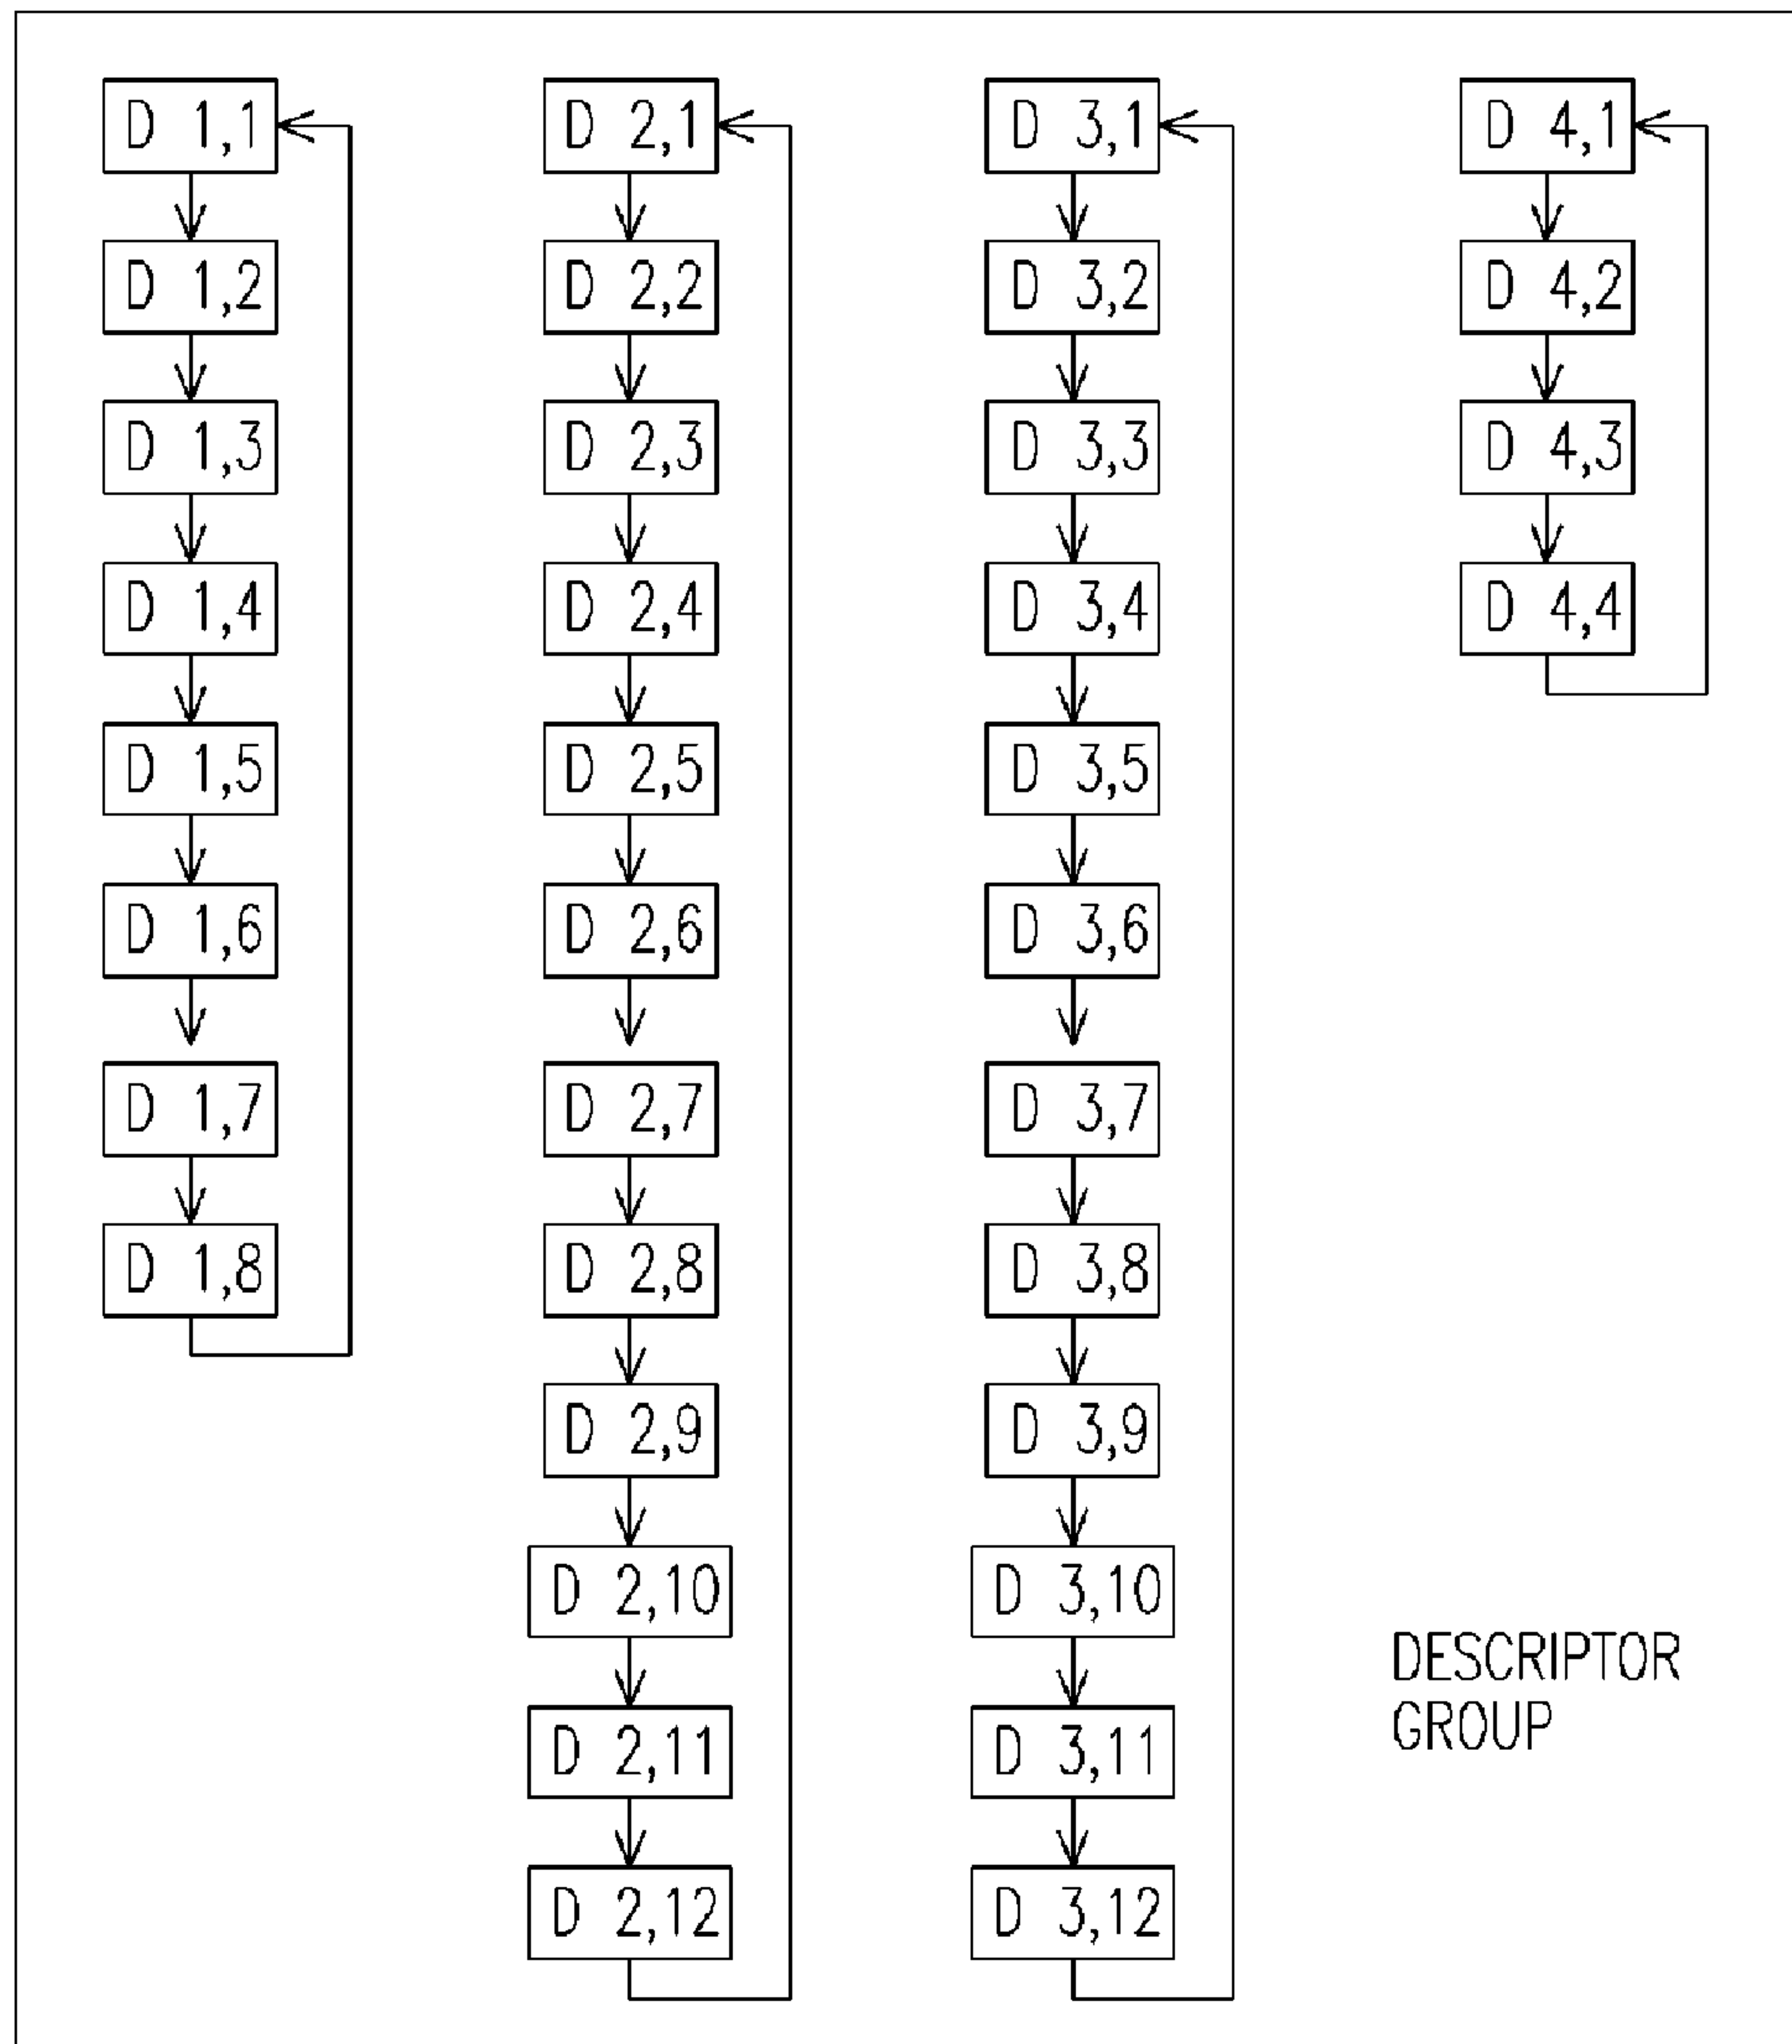 D 1,1
D 1,2
D 1,3
D 1,4
D 1,5
D 1,6
D 1,7
D 1,8
D 2,1
D 2,2
D 2,3
D 2,4
D 2,5
D 2,6
D 2,7
D 2,8
D 2,9
D 2,10
D 2,11
D 2,12
D 3,1
D 3,2
D 3,3
D 3,4
D 3,5
D 3,6
D 3,7
D 3,8
D 3,9
D 3,10
D 3,11
D 3,12
D 4,1
D 4,2
D 4,3
D 4,4
DESCRIPTOR
GROUP